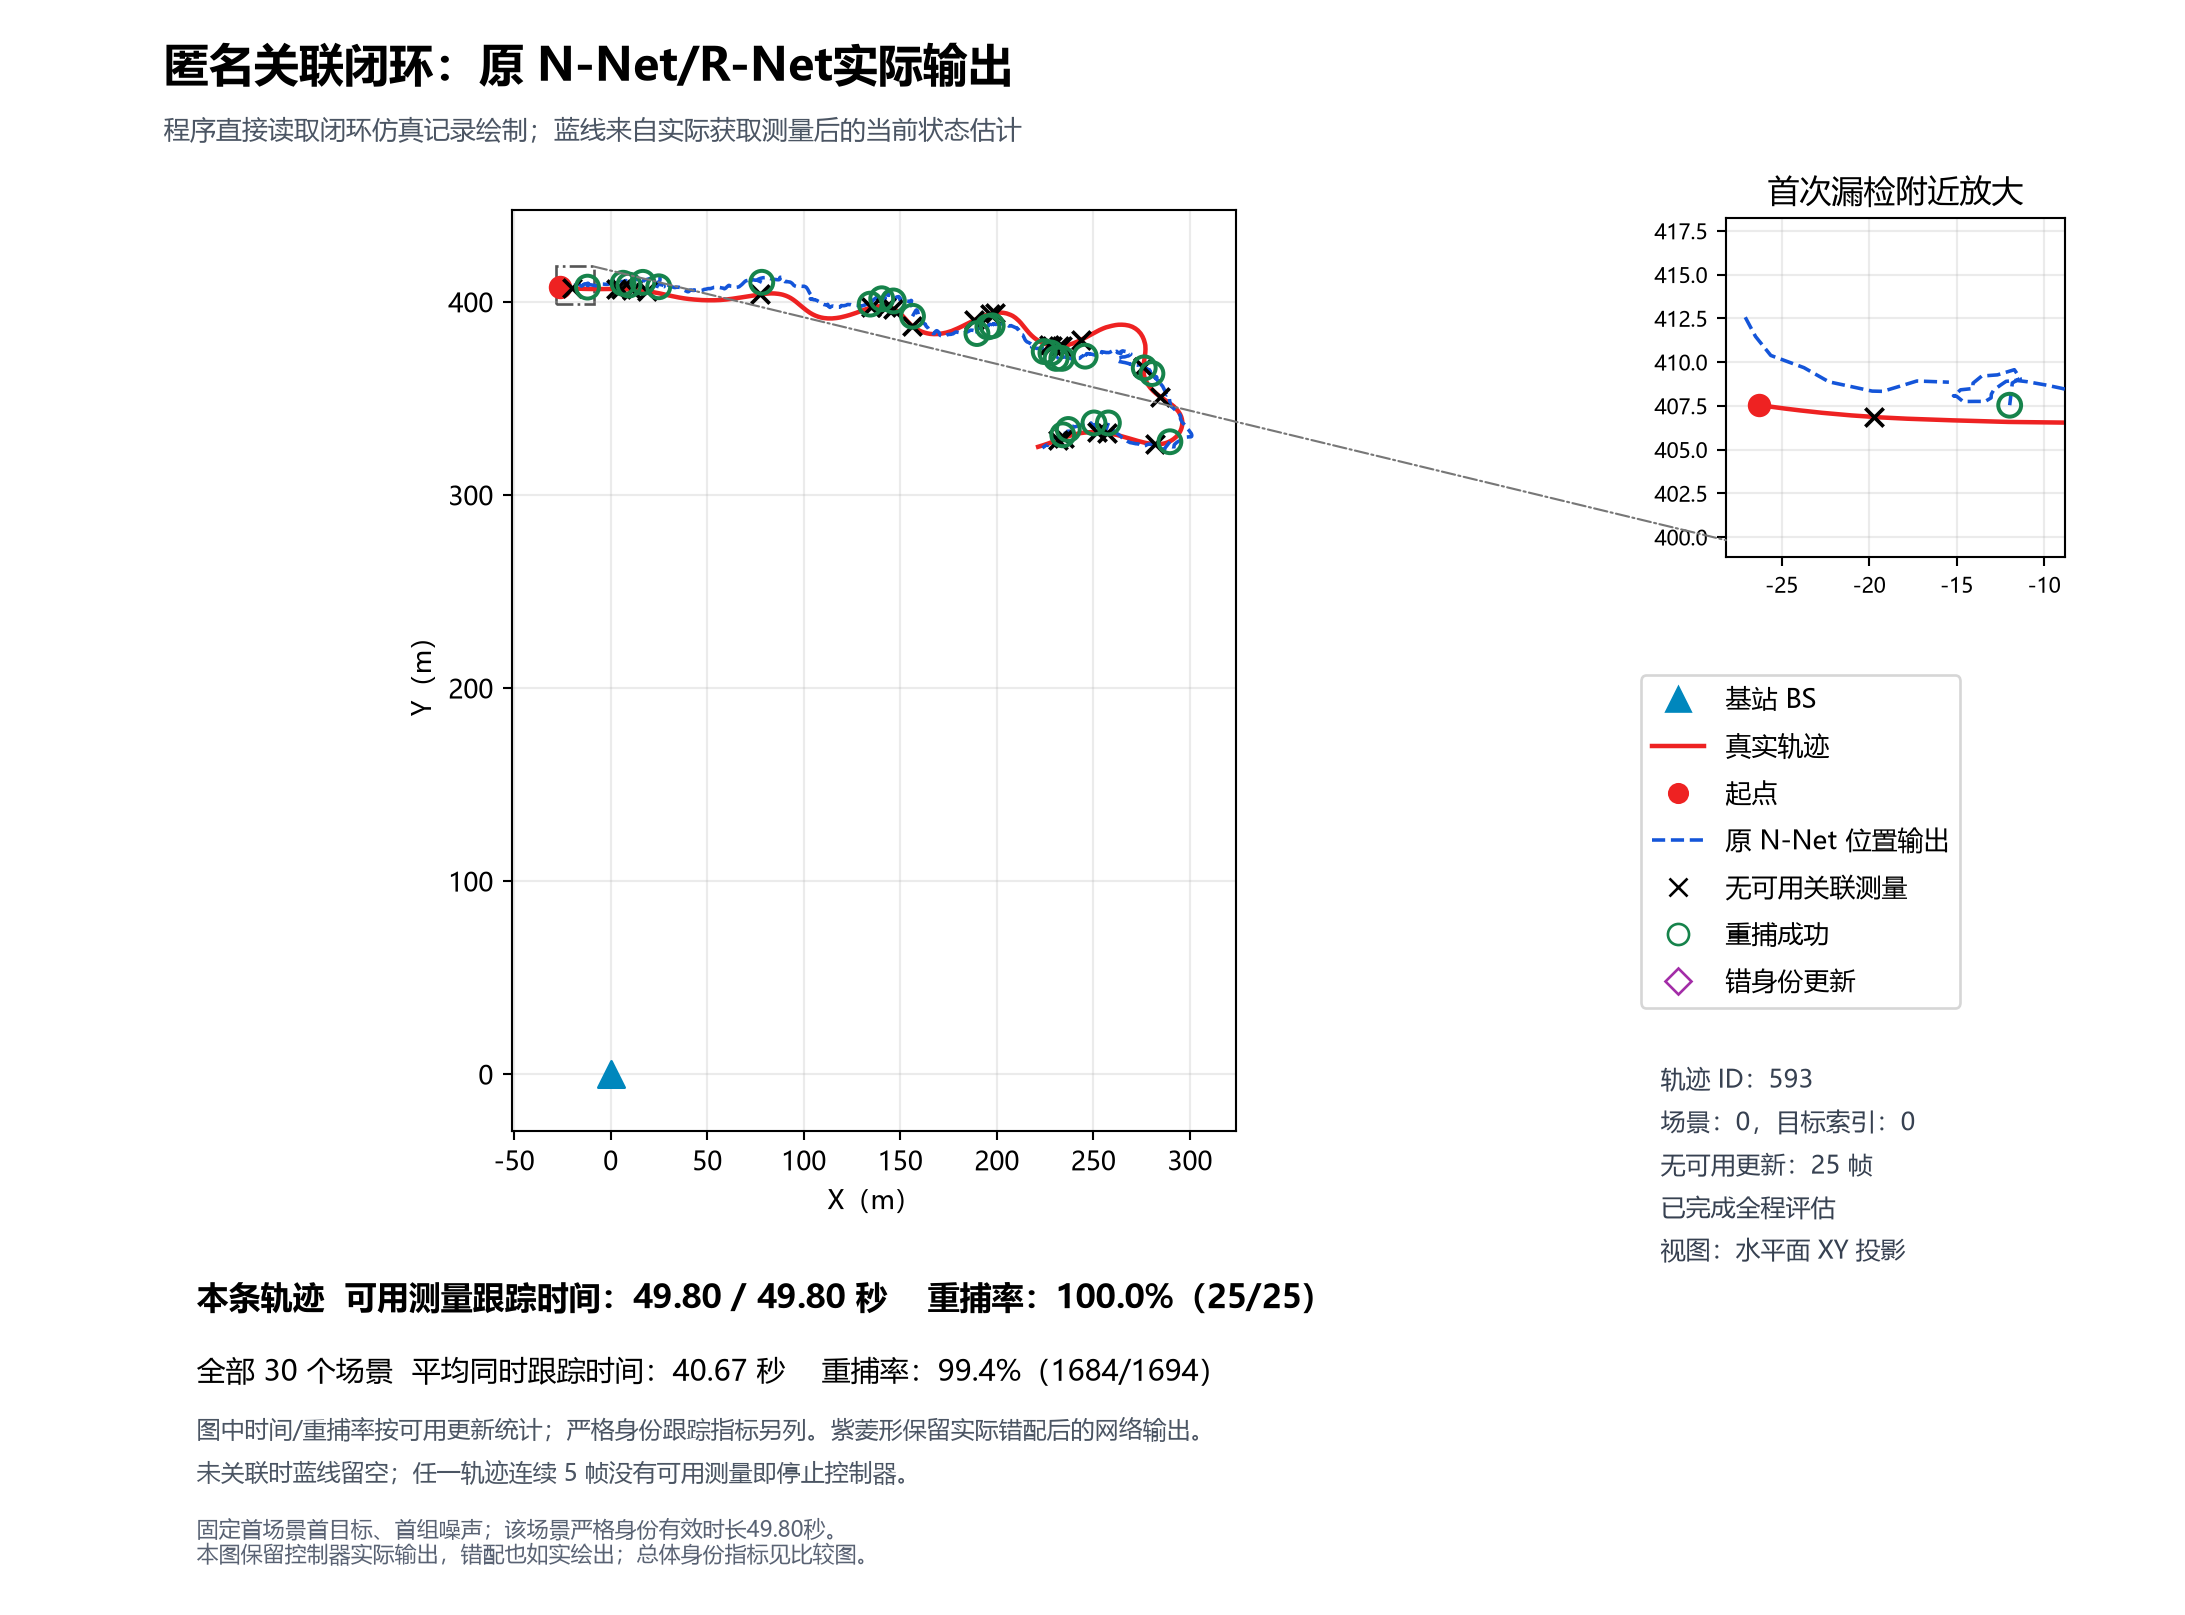 匿名关联闭环：原 N-Net/R-Net实际输出
程序直接读取闭环仿真记录绘制；蓝线来自实际获取测量后的当前状态估计
首次漏检附近放大
417.5
415.0
412.5
410.0
407.5
405.0
402.5
400.0
-25 -20 -15 -10
400
300
200
100
0
Y（m）
-50 0 50 100 150 200 250 300
X（m）
基站 BS
真实轨迹
起点
原 N-Net 位置输出
无可用关联测量
重捕成功
错身份更新
轨迹 ID：593
场景：0，目标索引：0
无可用更新：25 帧
已完成全程评估
视图：水平面 XY 投影
本条轨迹 可用测量跟踪时间：49.80 / 49.80 秒 重捕率：100.0%（25/25）
全部 30 个场景 平均同时跟踪时间：40.67 秒 重捕率：99.4%（1684/1694）
图中时间/重捕率按可用更新统计；严格身份跟踪指标另列。紫菱形保留实际错配后的网络输出。
未关联时蓝线留空；任一轨迹连续 5 帧没有可用测量即停止控制器。
固定首场景首目标、首组噪声；该场景严格身份有效时长49.80秒。
本图保留控制器实际输出，错配也如实绘出；总体身份指标见比较图。